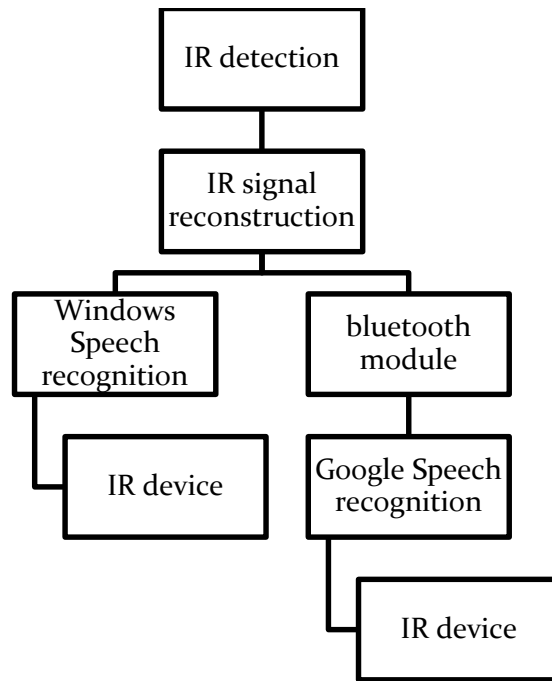 IR detection
IR signal
reconstruction
Windows
Speech
recognition
bluetooth
module
IR device
Google Speech
recognition
IR device